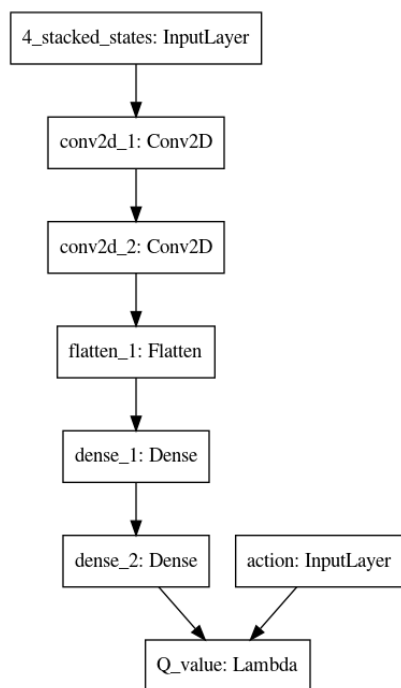 4_stacked_states: InputLayer
conv2d_1: Conv2D
conv2d_2: Conv2D
flatten_1: Flatten
dense_1: Dense
dense_2: Dense
action: InputLayer
Q_value: Lambda